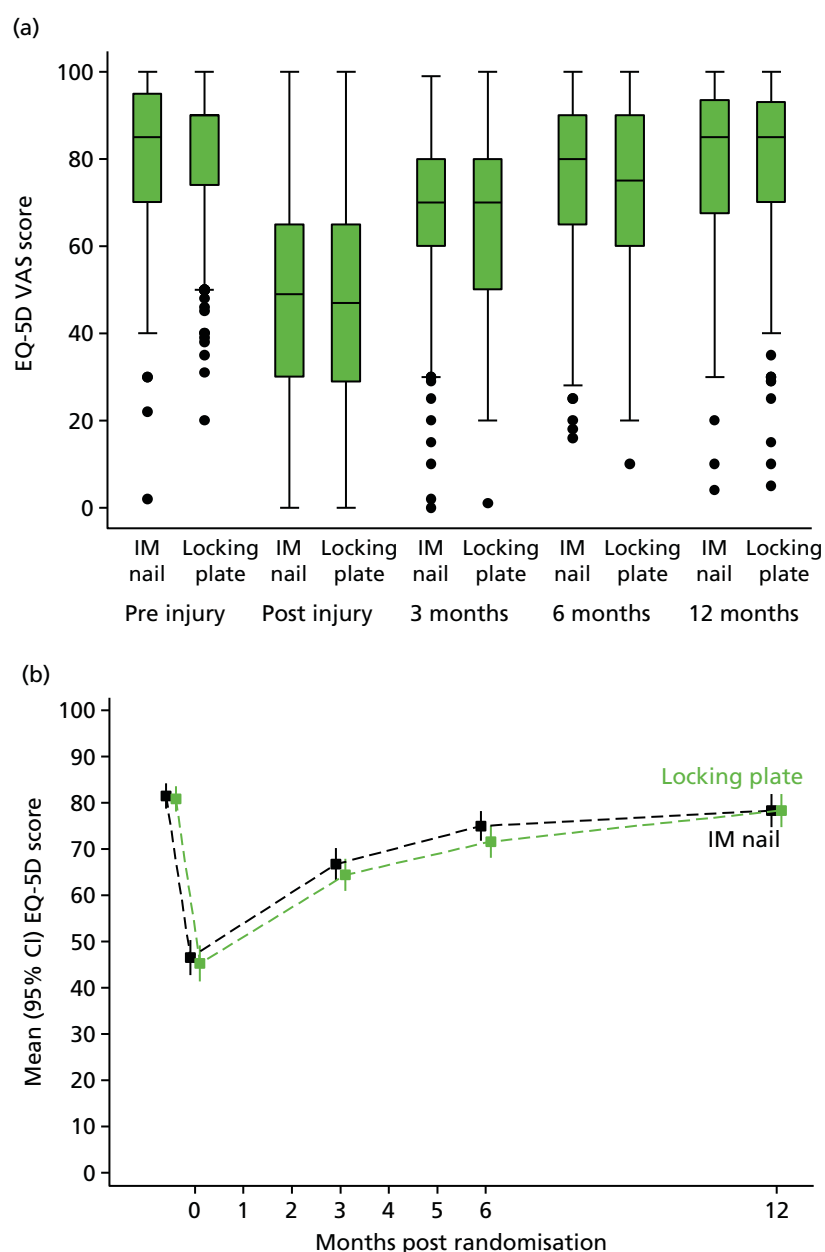 (a)
EQ-5D VAS score
100
80
60
40
20
0
IM nail
Locking plate
IM nail
Locking plate
IM nail
Locking plate
IM nail
Locking plate
IM nail
Locking plate
Pre injury
Post injury
3 months
6 months
12 months
(b)
Mean (95% CI) EQ-5D score
100
90
80
70
60
50
40
30
20
10
0
Locking plate
IM nail
0 1 2 3 4 5 6 12
Months post randomisation